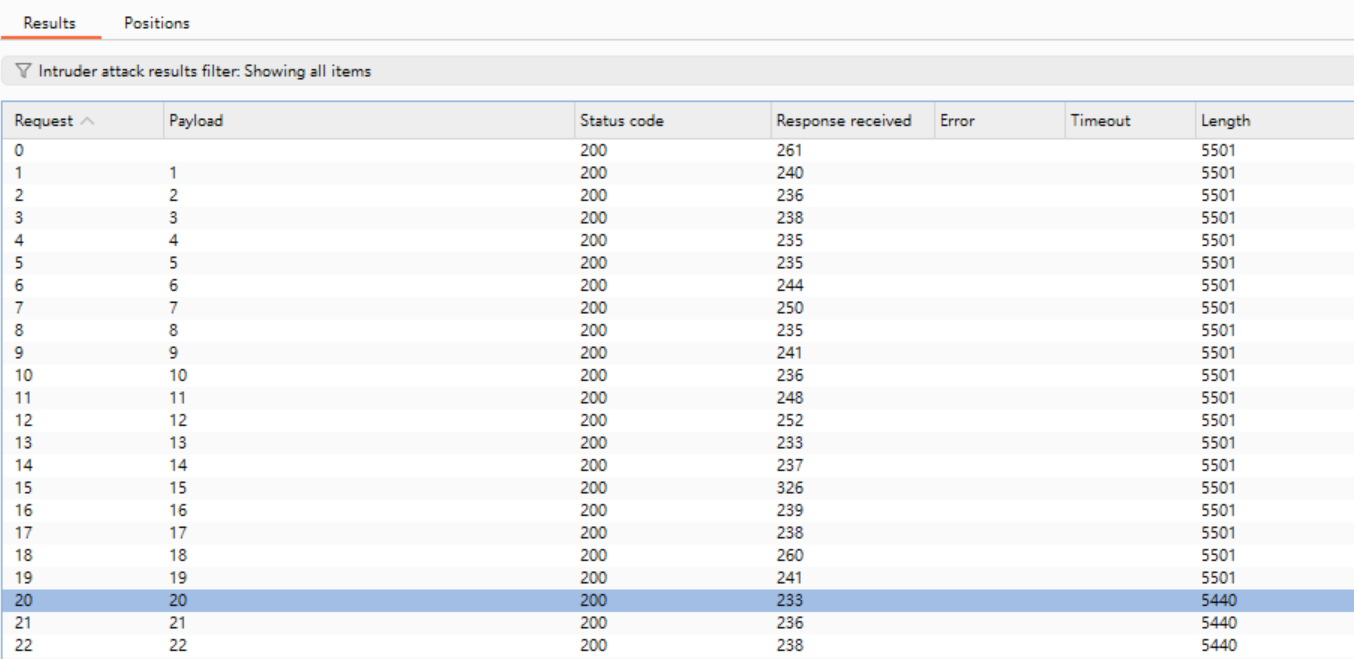 Results Positions
Intruder attack results filter: Showing all items
Request Payload Status code Response received Error Timeout Length
0 200 261 5501
1 1 200 240 5501
2 2 200 236 5501
3 3 200 238 5501
4 4 200 235 5501
5 5 200 235 5501
6 6 200 244 5501
7 7 200 250 5501
8 8 200 235 5501
9 9 200 241 5501
10 10 200 236 5501
11 11 200 248 5501
12 12 200 252 5501
13 13 200 233 5501
14 14 200 237 5501
15 15 200 326 5501
16 16 200 239 5501
17 17 200 238 5501
18 18 200 260 5501
19 19 200 241 5501
20 20 200 233 5440
21 21 200 236 5440
22 22 200 238 5440